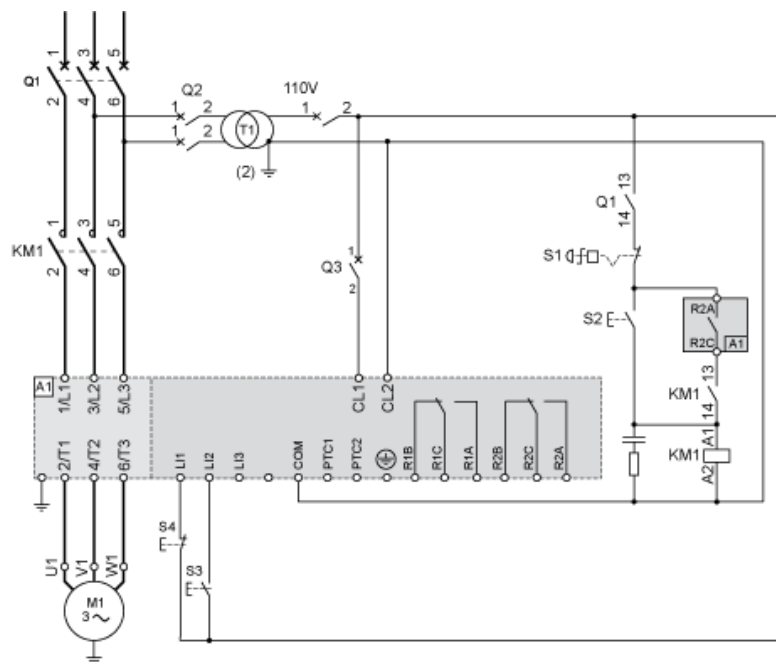 1 3 5
Q1
2 4 6
Q2
1 2
1 2
T1
(2)
110V
1 2
1 3 5
KM1
2 4 6
Q3
1
2
13
Q1
14
S1
S2
R2A
R2C
A1
13
KM1
14
A1
KM1
A2
A1
1/L1 3/L2 5/L3 CL1 CL2
2/T1 4/T2 6/T3 LI1 LI2 LI3 COM PTC1 PTC2 R1B R1C R1A R2B R2C R2A
S4
S3
U1 V1 W1
M1
3